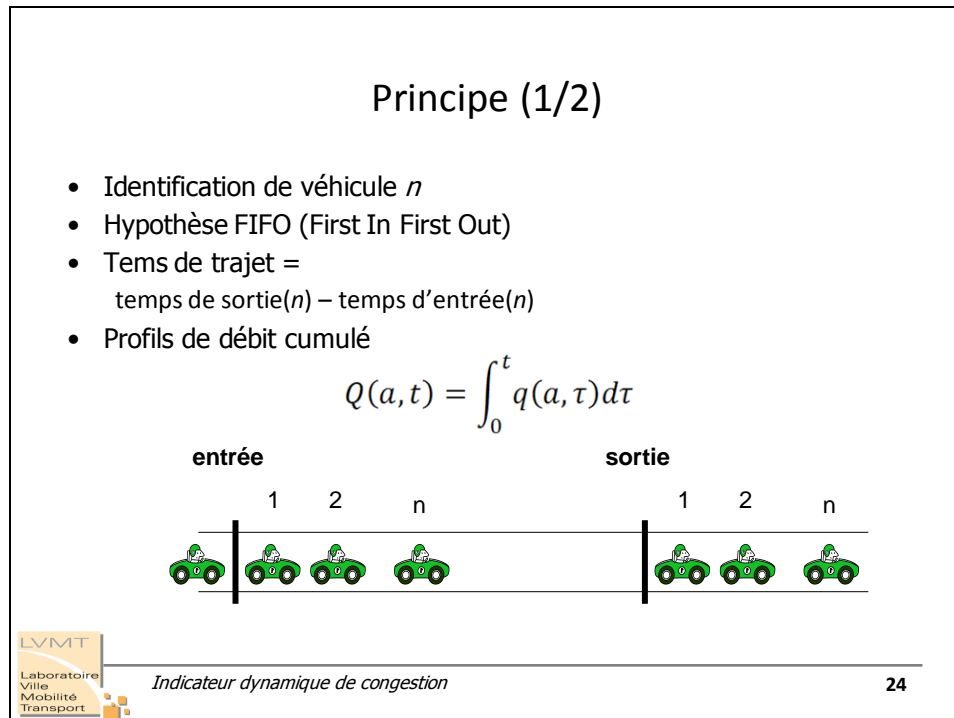 Principe (1/2)
• Identification de véhicule n
• Hypothèse FIFO (First In First Out)
• Tems de trajet =
temps de sortie(n) – temps d'entrée(n)
• Profils de débit cumulé
Q(a, t) = ∫₀ᵗ q(a, τ)dτ
entrée sortie
1 2 n 1 2 n
LVMT
Laboratoire
Ville
Mobilité
Transport
Indicateur dynamique de congestion 24